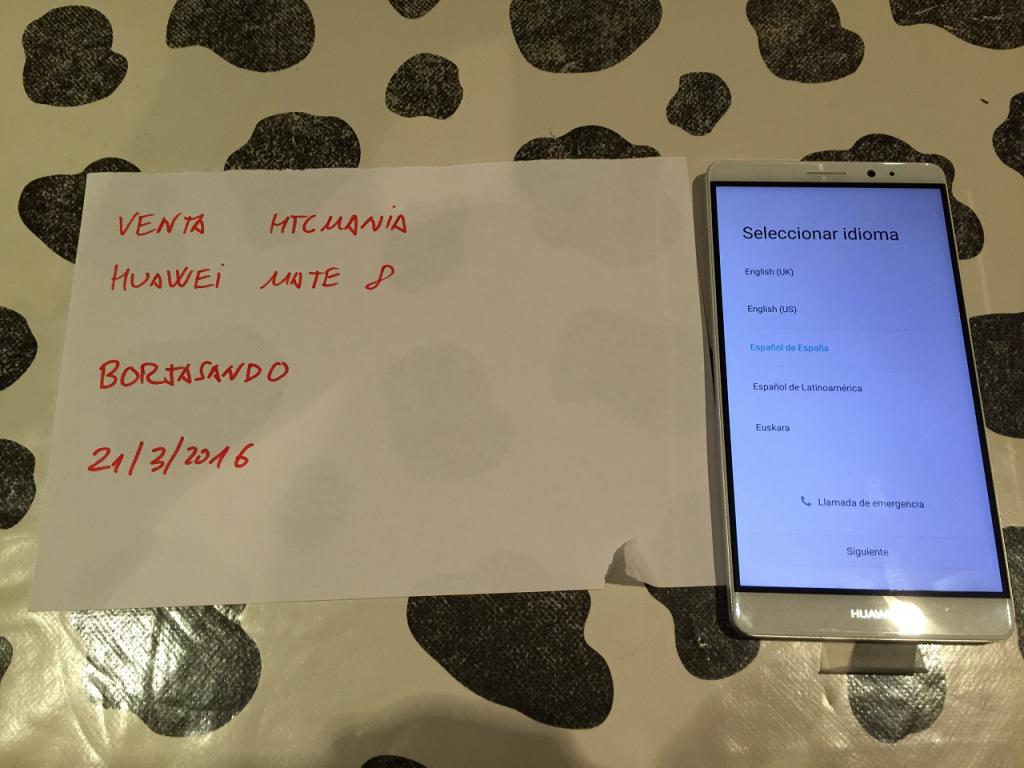 VENTA HTCMANIA
HUAWEI MATE 8
BORJASANDO
21/3/2016
Seleccionar idioma
English (UK)
English (US)
Español de España
Español de Latinoamérica
Euskara
Llamada de emergencia
Siguiente